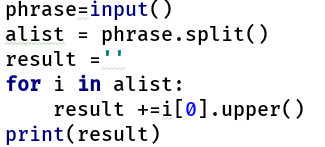 phrase=input()
alist = phrase.split()
result =''
for i in alist:
    result +=i[0].upper()
print(result)